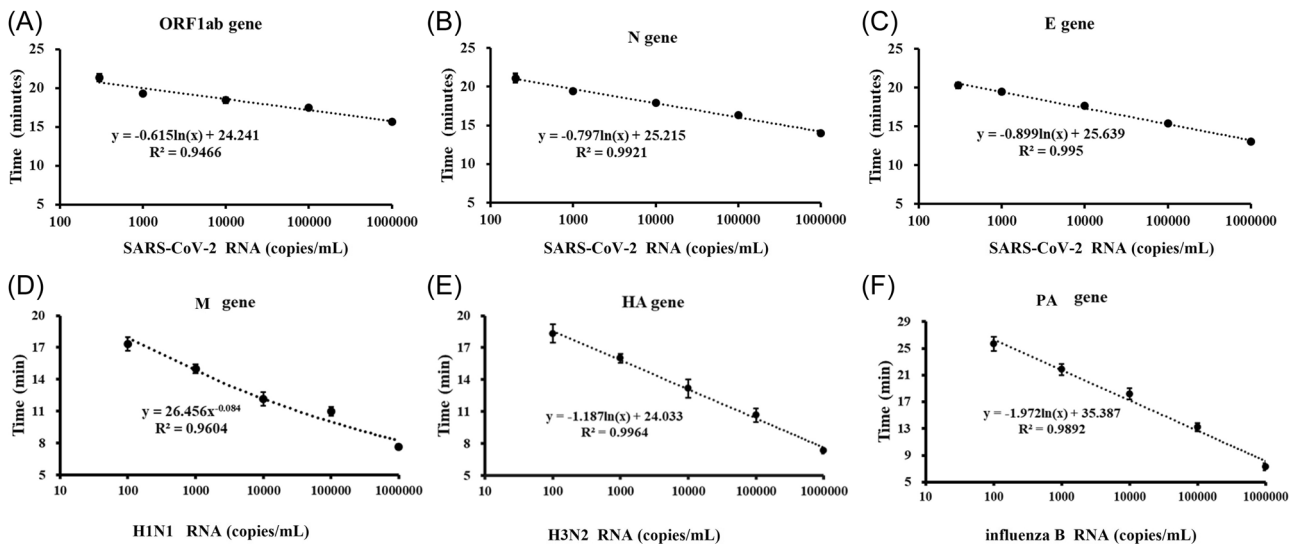 (A)
ORF1ab gene
25
20
15
10
5
Time (minutes)
y = -0.615ln(x) + 24.241
R² = 0.9466
100 1000 10000 100000 1000000
SARS-CoV-2 RNA (copies/mL)
(B)
N gene
25
20
15
10
5
Time (minutes)
y = -0.797ln(x) + 25.215
R² = 0.9921
100 1000 10000 100000 1000000
SARS-CoV-2 RNA (copies/mL)
(C)
E gene
25
20
15
10
5
Time (minutes)
y = -0.899ln(x) + 25.639
R² = 0.995
100 1000 10000 100000 1000000
SARS-CoV-2 RNA (copies/mL)
(D)
M gene
20
17
14
11
8
5
Time (min)
y = 26.456x⁻⁰·⁰⁸⁴
R² = 0.9604
10 100 1000 10000 100000 1000000
H1N1 RNA (copies/mL)
(E)
HA gene
20
17
14
11
8
5
Time (min)
y = -1.187ln(x) + 24.033
R² = 0.9964
10 100 1000 10000 100000 1000000
H3N2 RNA (copies/mL)
(F)
PA gene
29
25
21
17
13
9
5
Time (min)
y = -1.972ln(x) + 35.387
R² = 0.9892
10 100 1000 10000 100000 1000000
influenza B RNA (copies/mL)